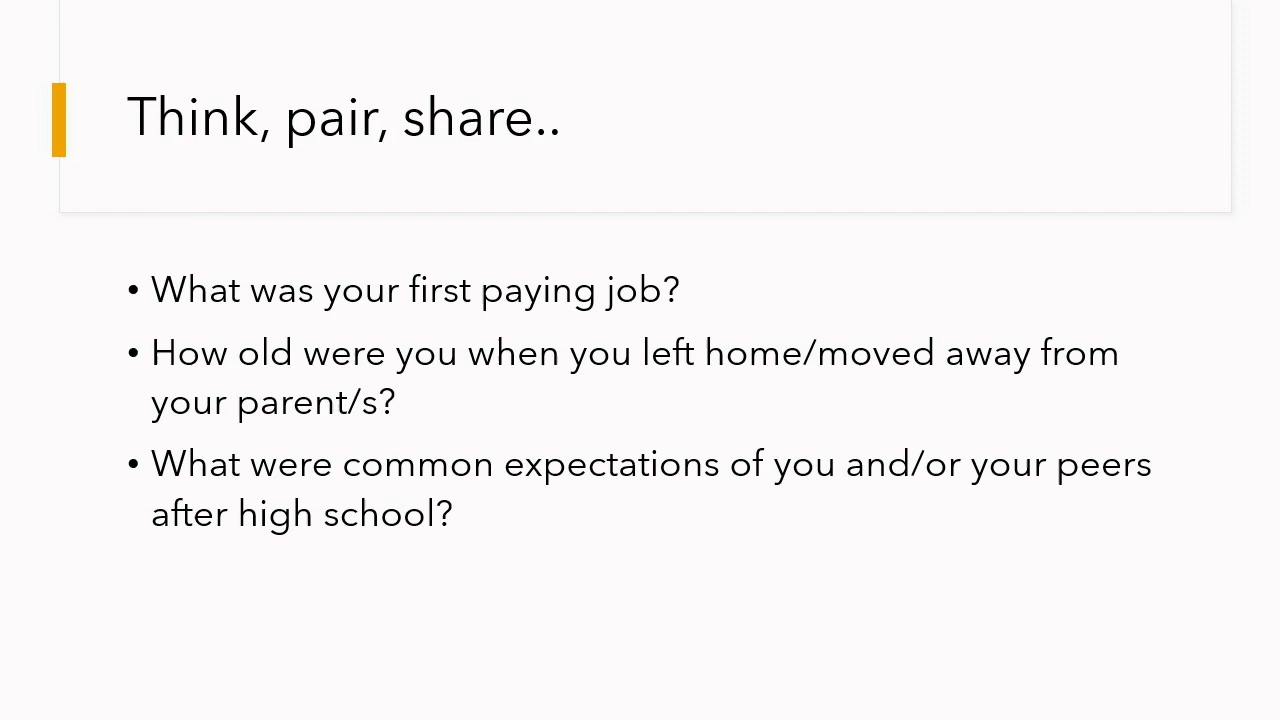 Think, pair, share..
• What was your first paying job?
• How old were you when you left home/moved away from
your parent/s?
• What were common expectations of you and/or your peers
after high school?